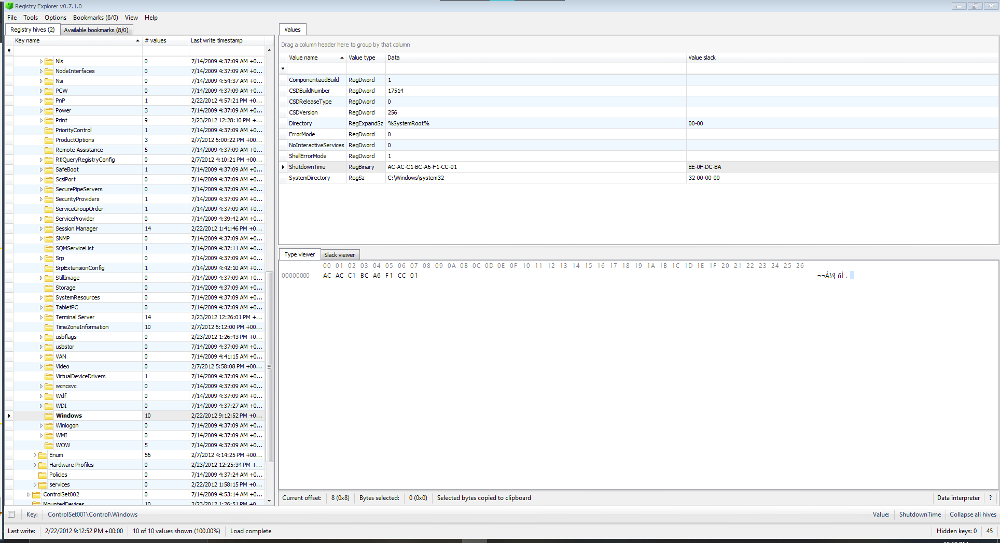 Registry Explorer v0.7.1.0
File Tools Options Bookmarks (6/0) View Help
Registry hives (2) Available bookmarks (8/0)
Key name # values Last write timestamp
Nls 0 7/14/2009 4:37:09 AM +0...
NodeInterfaces 0 7/14/2009 4:37:09 AM +0...
Nsi 0 7/14/2009 4:54:37 AM +0...
PCW 0 7/14/2009 4:37:09 AM +0...
PnP 1 2/22/2012 4:57:21 PM +0...
Power 3 7/14/2009 4:37:09 AM +0...
Print 9 2/23/2012 12:28:10 PM +...
PriorityControl 1 7/14/2009 4:37:09 AM +0...
ProductOptions 3 2/7/2012 6:00:22 PM +00...
Remote Assistance 5 7/14/2009 4:37:09 AM +0...
RtlQueryRegistryConfig 0 2/7/2012 4:10:21 PM +00...
SafeBoot 1 7/14/2009 4:37:09 AM +0...
ScsiPort 0 7/14/2009 4:37:09 AM +0...
SecurePipeServers 0 7/14/2009 4:37:09 AM +0...
SecurityProviders 1 7/14/2009 4:37:09 AM +0...
ServiceGroupOrder 1 7/14/2009 4:37:09 AM +0...
ServiceProvider 0 7/14/2009 4:39:42 AM +0...
Session Manager 14 2/22/2012 1:41:46 PM +0...
SNMP 0 7/14/2009 4:37:09 AM +0...
SQMServiceList 1 7/14/2009 4:37:11 AM +0...
Srp 0 7/14/2009 4:37:09 AM +0...
SrpExtensionConfig 1 7/14/2009 4:42:10 AM +0...
StillImage 0 7/14/2009 4:37:09 AM +0...
Storage 0 7/14/2009 4:37:09 AM +0...
SystemResources 0 7/14/2009 4:37:09 AM +0...
TabletPC 0 7/14/2009 4:37:09 AM +0...
Terminal Server 14 2/23/2012 12:26:01 PM +...
TimeZoneInformation 10 2/7/2012 6:12:00 PM +00...
usbflags 0 2/23/2012 1:26:43 PM +0...
usbstor 0 7/14/2009 4:37:09 AM +0...
VAN 0 7/14/2009 4:41:15 AM +0...
Video 0 2/7/2012 5:58:08 PM +00...
VirtualDeviceDrivers 1 7/14/2009 4:37:09 AM +0...
wcncsvc 0 7/14/2009 4:37:09 AM +0...
Wdf 0 7/14/2009 4:37:09 AM +0...
WDI 0 7/14/2009 4:37:27 AM +0...
Windows 10 2/22/2012 9:12:52 PM +0...
Winlogon 0 7/14/2009 4:37:09 AM +0...
WMI 0 7/14/2009 4:37:09 AM +0...
WOW 5 7/14/2009 4:37:09 AM +0...
Enum 56 2/7/2012 4:14:25 PM +00...
Hardware Profiles 0 2/23/2012 12:25:34 PM +...
Policies 0 7/14/2009 4:37:24 AM +0...
services 0 2/22/2012 1:58:15 PM +0...
ControlSet002 0 7/14/2009 4:53:14 AM +0...
MountedDevices 10 2/23/2012 1:26:51 PM +0...
Values
Drag a column header here to group by that column
Value name Value type Data Value slack
ComponentizedBuild RegDword 1
CSDBuildNumber RegDword 17514
CSDReleaseType RegDword 0
CSDVersion RegDword 256
Directory RegExpandSz %SystemRoot% 00-00
ErrorMode RegDword 0
NoInteractiveServices RegDword 0
ShellErrorMode RegDword 1
ShutdownTime RegBinary AC-AC-C1-BC-A6-F1-CC-01 EE-0F-DC-BA
SystemDirectory RegSz C:\Windows\system32 32-00-00-00
Type viewer Slack viewer
00 01 02 03 04 05 06 07 08 09 0A 0B 0C 0D 0E 0F 10 11 12 13 14 15 16 17 18 19 1A 1B 1C 1D 1E 1F 20 21 22 23 24 25 26
00000000 AC AC C1 BC A6 F1 CC 01 ¬¬Á¼¦ñÌ.
Current offset: 8 (0x8) Bytes selected: 0 (0x0) Selected bytes copied to clipboard Data interpreter ?
Key: ControlSet001\Control\Windows Value: ShutdownTime Collapse all hives
Last write: 2/22/2012 9:12:52 PM +00:00 10 of 10 values shown (100.00%) Load complete Hidden keys: 0 45